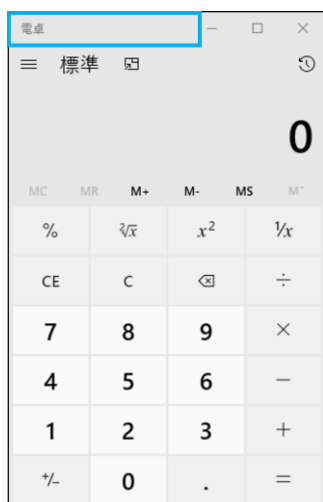 電卓
標準
0
MC MR M+ M- MS M˅
% ²√x x² ¹/x
CE C ÷
7 8 9 ×
4 5 6 −
1 2 3 +
+/− 0 . =